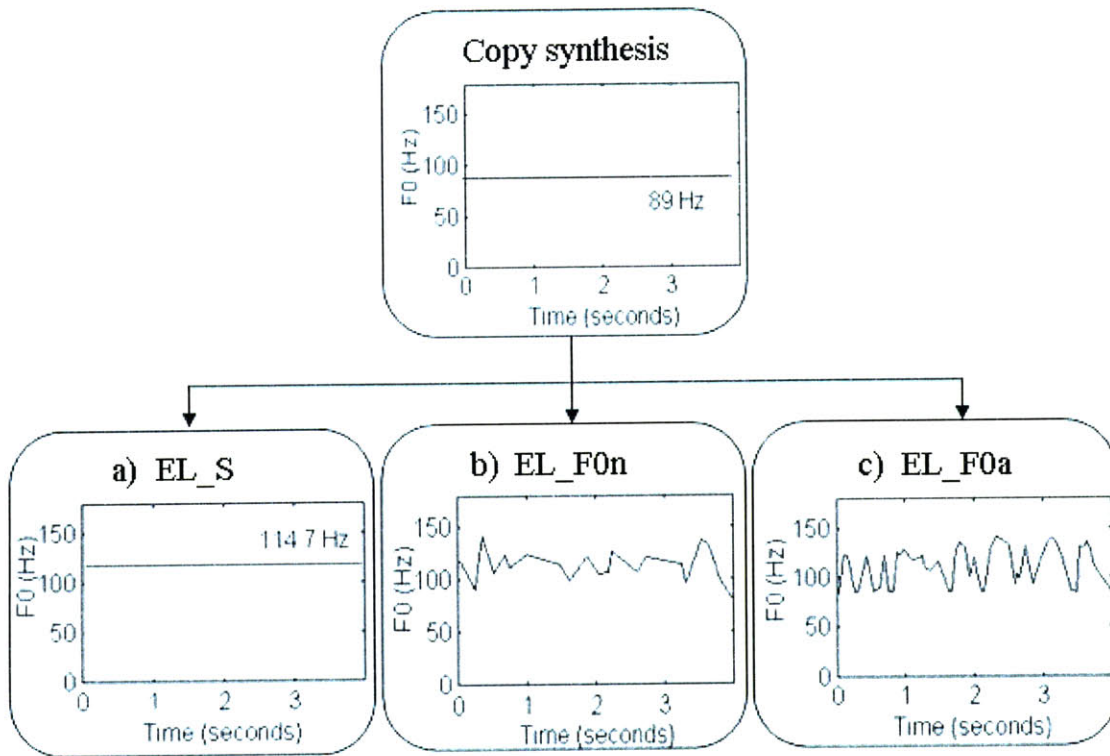 Copy synthesis
150
100
50
0
F0 (Hz)
89 Hz
0 1 2 3
Time (seconds)
a) EL_S
150
100
50
0
F0 (Hz)
114.7 Hz
0 1 2 3
Time (seconds)
b) EL_F0n
150
100
50
0
F0 (Hz)
0 1 2 3
Time (seconds)
c) EL_F0a
150
100
50
0
F0 (Hz)
0 1 2 3
Time (seconds)